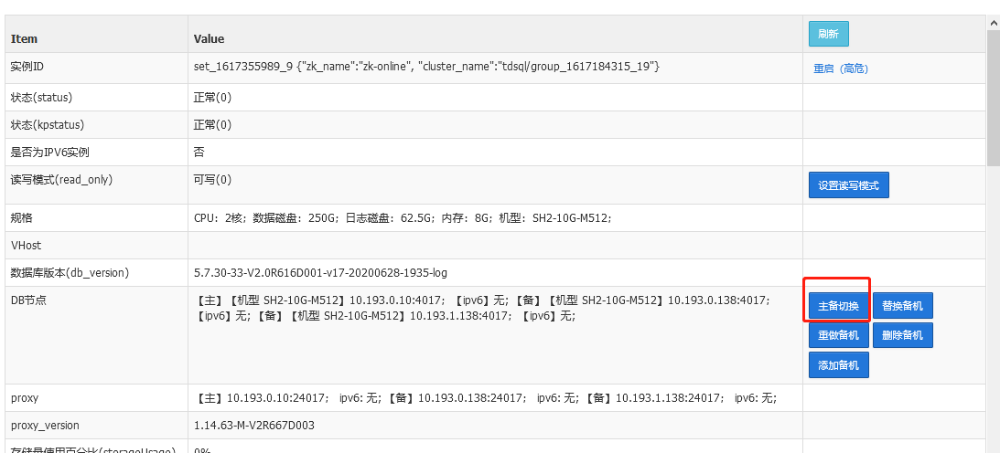 Item Value 刷新
实例ID set_1617355989_9 {"zk_name":"zk-online", "cluster_name":"tdsql/group_1617184315_19"} 重启 (高危)
状态(status) 正常(0)
状态(kpstatus) 正常(0)
是否为IPV6实例 否
读写模式(read_only) 可写(0) 设置读写模式
规格 CPU: 2核; 数据磁盘: 250G; 日志磁盘: 62.5G; 内存: 8G; 机型: SH2-10G-M512;
VHost
数据库版本(db_version) 5.7.30-33-V2.0R616D001-v17-20200628-1935-log
DB节点 【主】【机型 SH2-10G-M512】10.193.0.10:4017; 【ipv6】无;【备】【机型 SH2-10G-M512】10.193.0.138:4017; 主备切换 替换备机
【ipv6】无;【备】【机型 SH2-10G-M512】10.193.1.138:4017; 【ipv6】无;
重做备机 删除备机
添加备机
proxy 【主】10.193.0.10:24017; ipv6: 无;【备】10.193.0.138:24017; ipv6: 无;【备】10.193.1.138:24017; ipv6: 无;
proxy_version 1.14.63-M-V2R667D003
存储量使用百分比(storageUsage) 0%